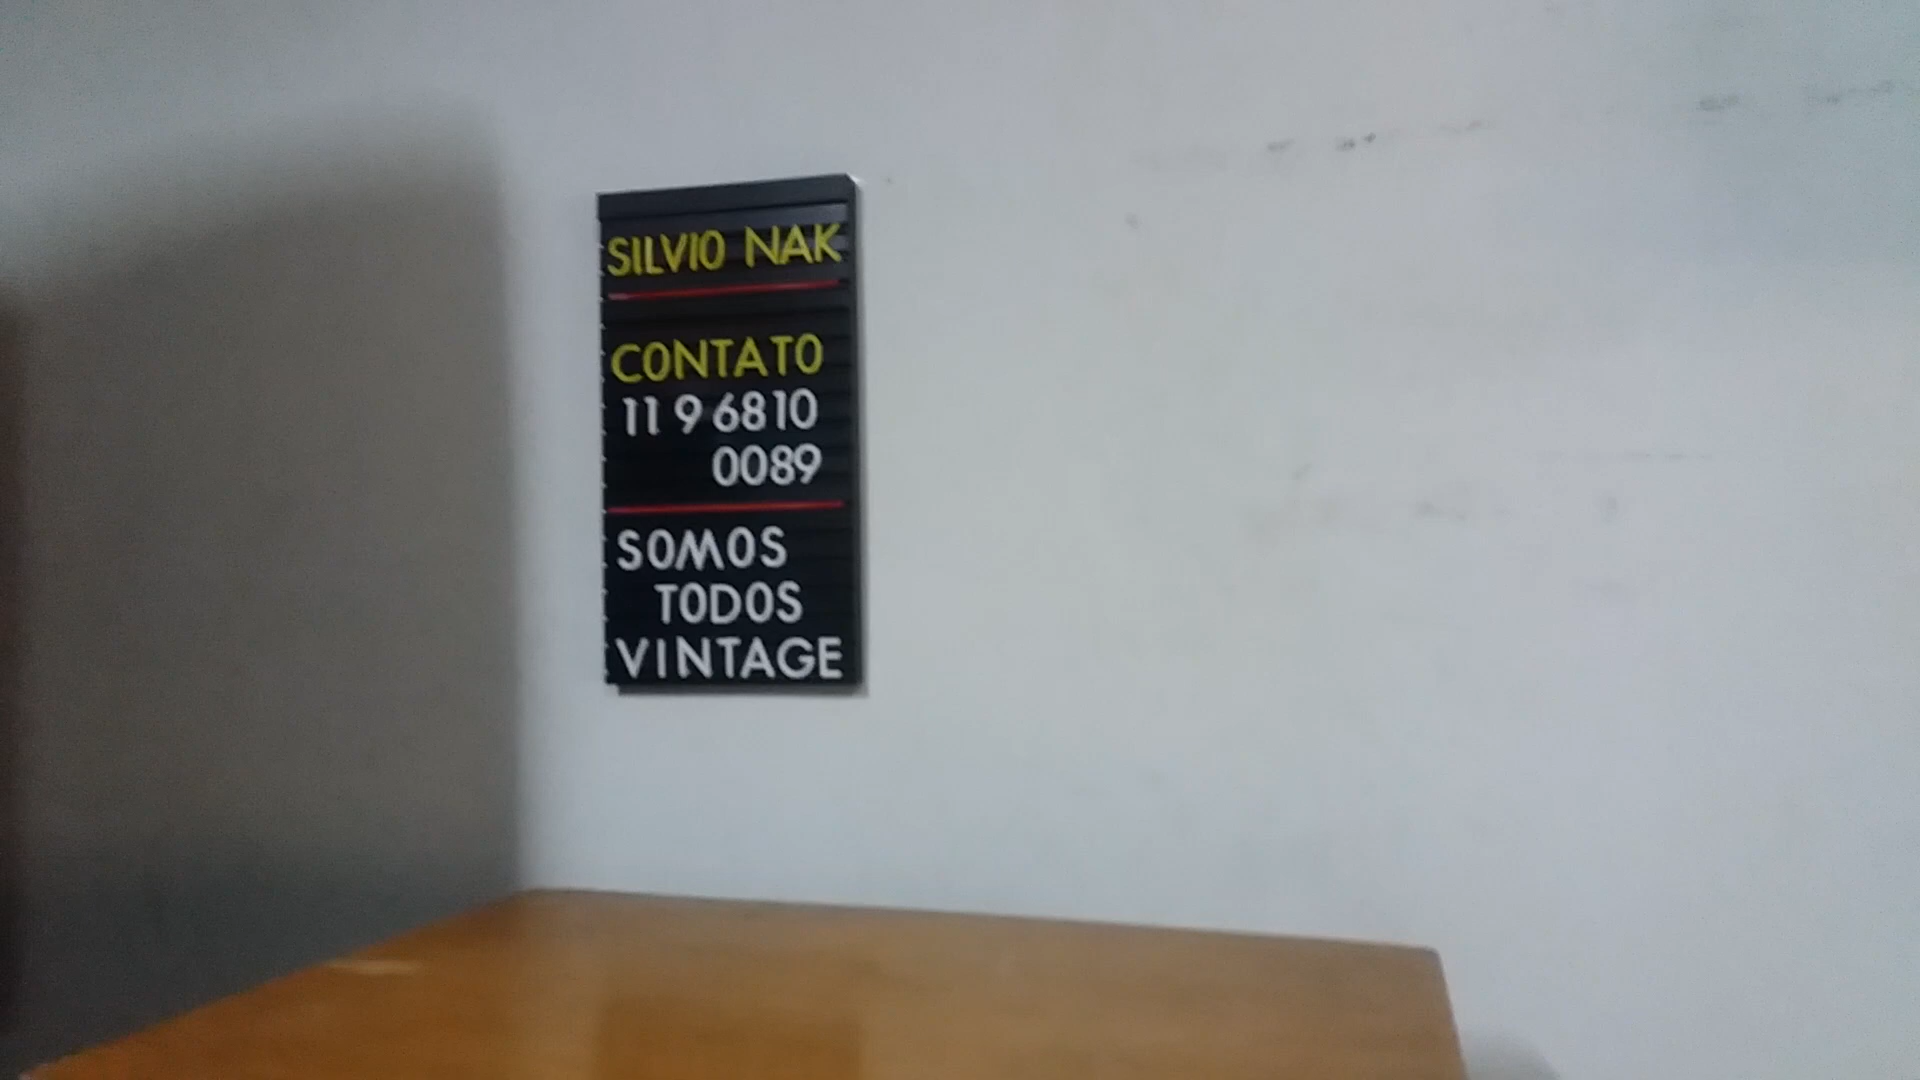 SILVIO NAK
CONTATO
11 9 6810
0089
SOMOS
TODOS
VINTAGE